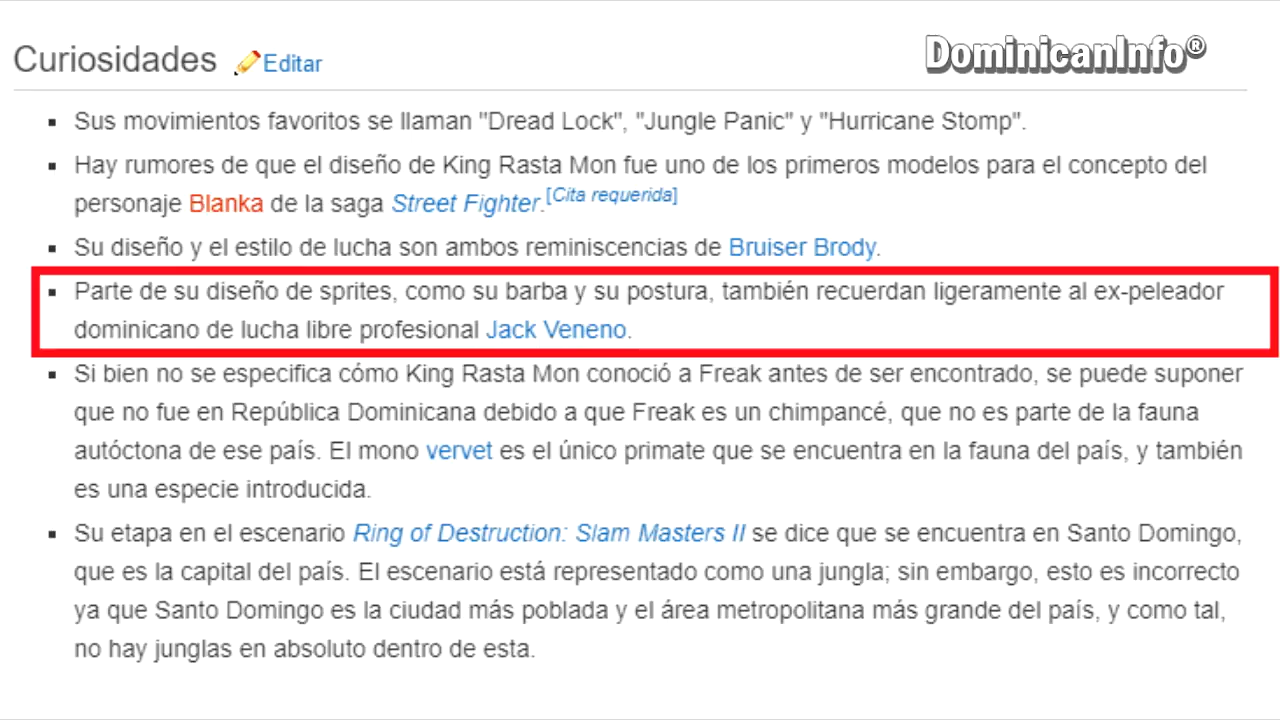 Curiosidades Editar
DominicanInfo®
Sus movimientos favoritos se llaman "Dread Lock", "Jungle Panic" y "Hurricane Stomp".
Hay rumores de que el diseño de King Rasta Mon fue uno de los primeros modelos para el concepto del
personaje Blanka de la saga Street Fighter.[Cita requerida]
Su diseño y el estilo de lucha son ambos reminiscencias de Bruiser Brody.
Parte de su diseño de sprites, como su barba y su postura, también recuerdan ligeramente al ex-peleador
dominicano de lucha libre profesional Jack Veneno.
Si bien no se especifica cómo King Rasta Mon conoció a Freak antes de ser encontrado, se puede suponer
que no fue en República Dominicana debido a que Freak es un chimpancé, que no es parte de la fauna
autóctona de ese país. El mono vervet es el único primate que se encuentra en la fauna del país, y también
es una especie introducida.
Su etapa en el escenario Ring of Destruction: Slam Masters II se dice que se encuentra en Santo Domingo,
que es la capital del país. El escenario está representado como una jungla; sin embargo, esto es incorrecto
ya que Santo Domingo es la ciudad más poblada y el área metropolitana más grande del país, y como tal,
no hay junglas en absoluto dentro de esta.